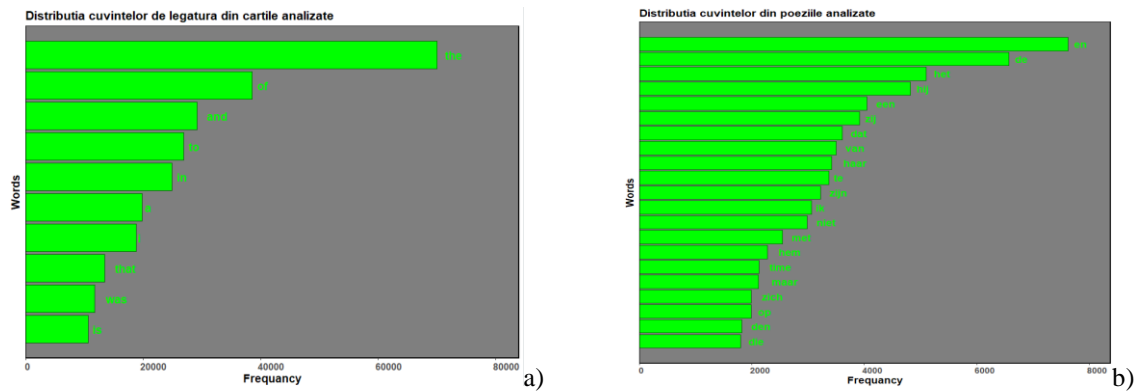 Distributia cuvintelor de legatura din cartile analizate
the
of
and
to
in
a
i
that
was
is
Words
0 20000 40000 60000 80000
Frequancy
a)
Distributia cuvintelor din poeziile analizate
en
de
het
hij
een
zij
dat
van
haar
is
zijn
ik
niet
met
hem
dme
maar
zich
op
den
die
Words
0 2000 4000 6000 8000
Frequancy
b)